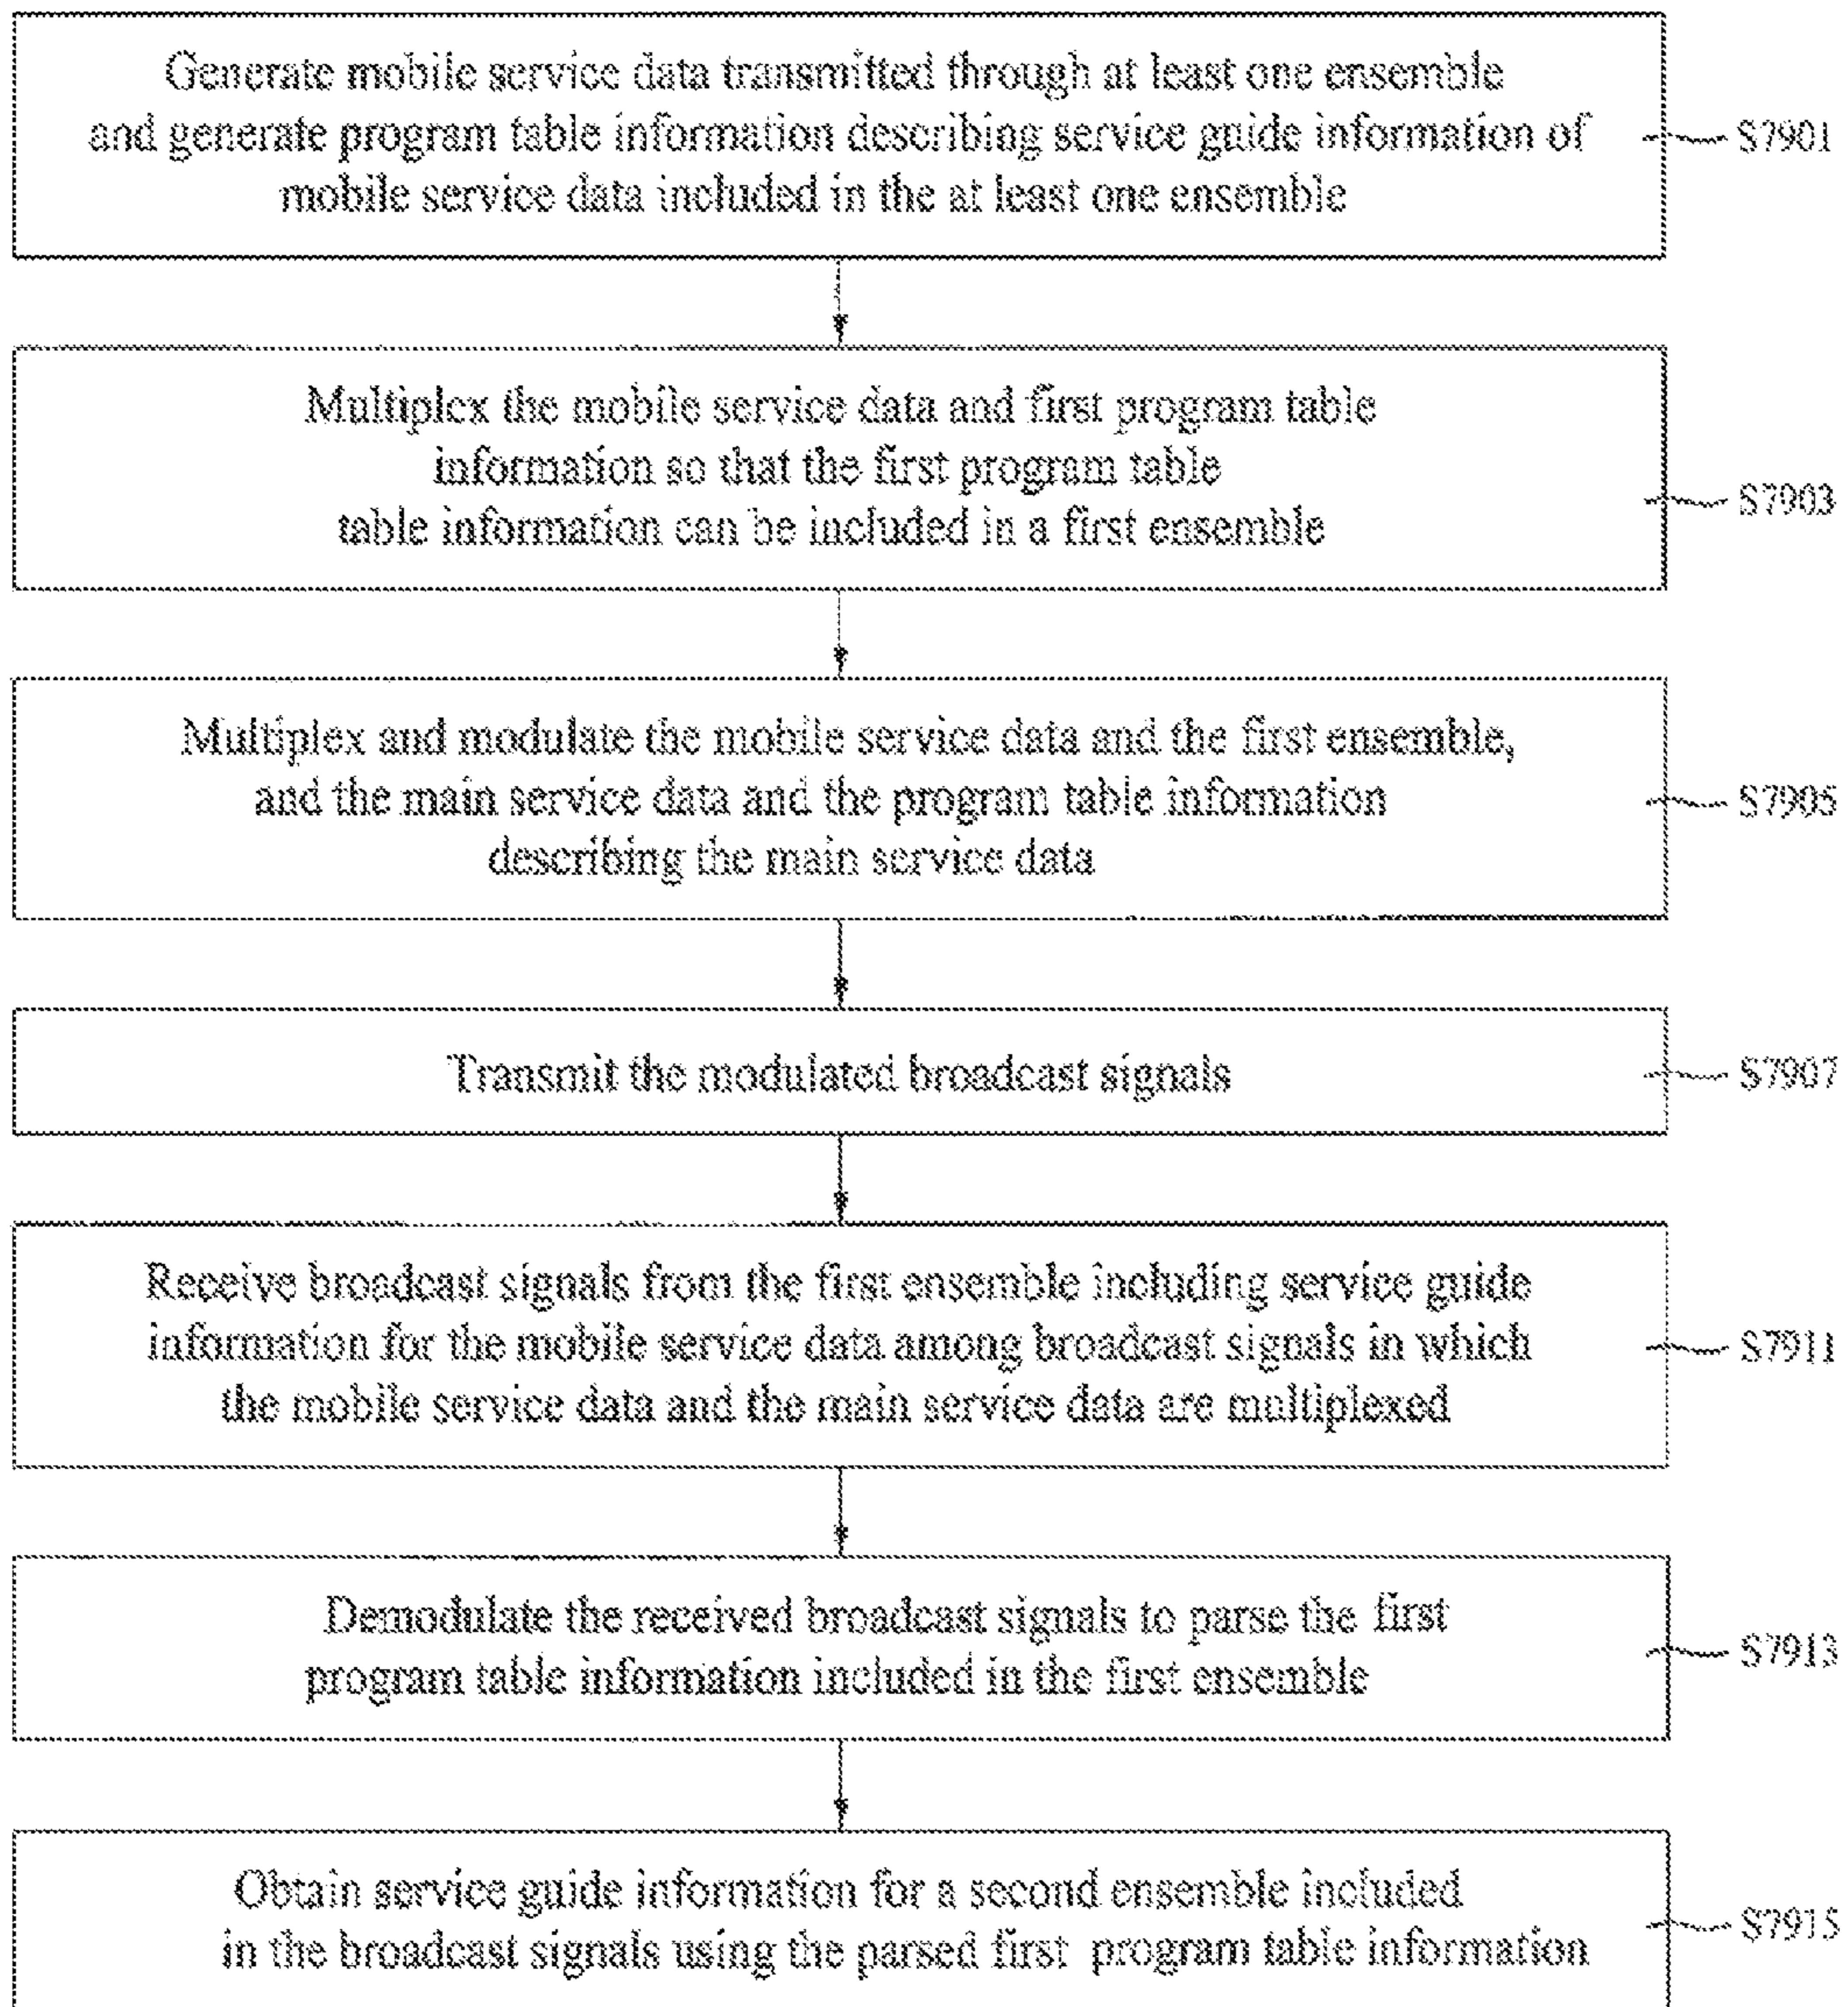 Generate mobile service data transmitted through at least one ensemble
and generate program table information describing service guide information of
mobile service data included in the at least one ensemble
S7901
Multiplex the mobile service data and first program table
information so that the first program table
table information can be included in a first ensemble
S7903
Multiplex and modulate the mobile service data and the first ensemble,
and the main service data and the program table information
describing the main service data
S7905
Transmit the modulated broadcast signals
S7907
Receive broadcast signals from the first ensemble including service guide
information for the mobile service data among broadcast signals in which
the mobile service data and the main service data are multiplexed
S7911
Demodulate the received broadcast signals to parse the first
program table information included in the first ensemble
S7913
Obtain service guide information for a second ensemble included
in the broadcast signals using the parsed first program table information
S7915